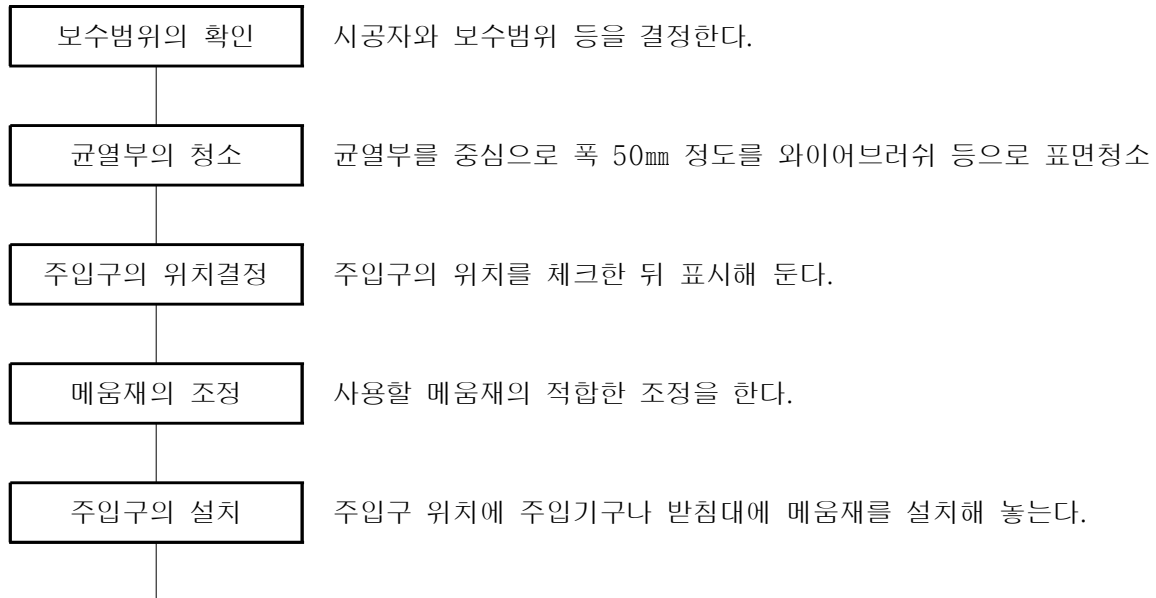 보수범위의 확인 시공자와 보수범위 등을 결정한다.
균열부의 청소 균열부를 중심으로 폭 50㎜ 정도를 와이어브러쉬 등으로 표면청소
주입구의 위치결정 주입구의 위치를 체크한 뒤 표시해 둔다.
메움재의 조정 사용할 메움재의 적합한 조정을 한다.
주입구의 설치 주입구 위치에 주입기구나 받침대에 메움재를 설치해 놓는다.